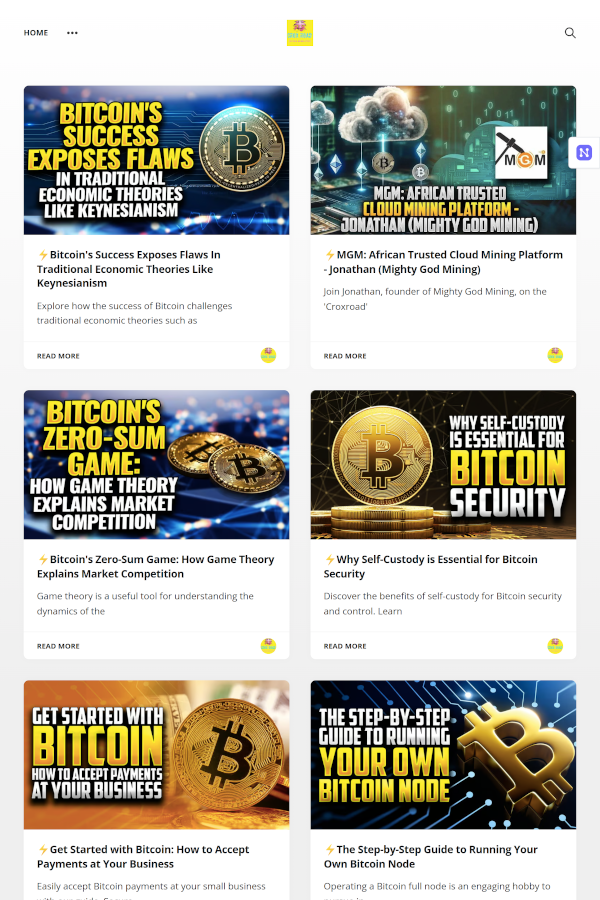 HOME
BITCOIN'S
SUCCESS
EXPOSES FLAWS
IN TRADITIONAL
ECONOMIC THEORIES
LIKE KEYNESIANISM
MGM
MGM: AFRICAN TRUSTED
CLOUD MINING PLATFORM -
JONATHAN (MIGHTY GOD MINING)
⚡Bitcoin's Success Exposes Flaws In
Traditional Economic Theories Like
Keynesianism
Explore how the success of Bitcoin challenges
traditional economic theories such as
READ MORE
⚡MGM: African Trusted Cloud Mining Platform
- Jonathan (Mighty God Mining)
Join Jonathan, founder of Mighty God Mining, on the
'Croxroad'
READ MORE
BITCOIN'S
ZERO-SUM
GAME:
HOW GAME THEORY
EXPLAINS MARKET
COMPETITION
WHY SELF-CUSTODY
IS ESSENTIAL FOR
BITCOIN
SECURITY
⚡Bitcoin's Zero-Sum Game: How Game Theory
Explains Market Competition
Game theory is a useful tool for understanding the
dynamics of the
READ MORE
⚡Why Self-Custody is Essential for Bitcoin
Security
Discover the benefits of self-custody for Bitcoin security
and control. Learn
READ MORE
GET STARTED WITH
BITCOIN
HOW TO ACCEPT PAYMENTS
AT YOUR BUSINESS
THE STEP-BY-STEP
GUIDE TO RUNNING
YOUR OWN
BITCOIN NODE
⚡Get Started with Bitcoin: How to Accept
Payments at Your Business
Easily accept Bitcoin payments at your small business
⚡The Step-by-Step Guide to Running Your
Own Bitcoin Node
Operating a Bitcoin full node is an engaging hobby to